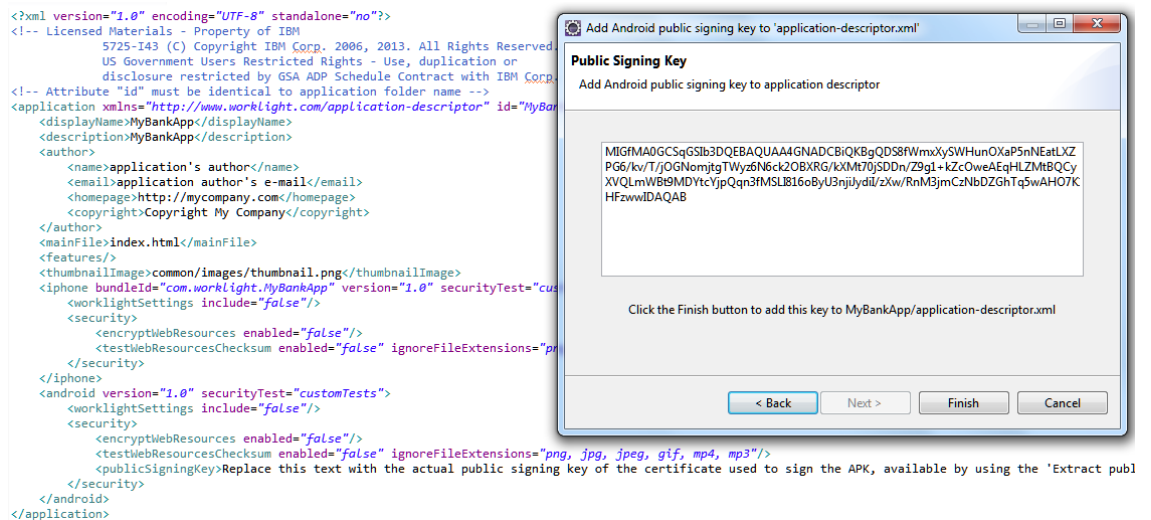 <?xml version="1.0" encoding="UTF-8" standalone="no"?>
<!-- Licensed Materials - Property of IBM
5725-I43 (C) Copyright IBM Corp. 2006, 2013. All Rights Reserved.
US Government Users Restricted Rights - Use, duplication or
disclosure restricted by GSA ADP Schedule Contract with IBM Corp.
<!-- Attribute "id" must be identical to application folder name -->
<application xmlns="http://www.worklight.com/application-descriptor" id="MyBan
<displayName>MyBankApp</displayName>
<description>MyBankApp</description>
<author>
<name>application's author</name>
<email>application author's e-mail</email>
<homepage>http://mycompany.com</homepage>
<copyright>Copyright My Company</copyright>
</author>
<mainFile>index.html</mainFile>
<features/>
<thumbnailImage>common/images/thumbnail.png</thumbnailImage>
<iphone bundleId="com.worklight.MyBankApp" version="1.0" securityTest="cus
<worklightSettings include="false"/>
<security>
<encryptWebResources enabled="false"/>
<testWebResourcesChecksum enabled="false" ignoreFileExtensions="pn
</security>
</iphone>
<android version="1.0" securityTest="customTests">
<worklightSettings include="false"/>
<security>
<encryptWebResources enabled="false"/>
<testWebResourcesChecksum enabled="false" ignoreFileExtensions="png, jpg, jpeg, gif, mp4, mp3"/>
<publicSigningKey>Replace this text with the actual public signing key of the certificate used to sign the APK, available by using the 'Extract publ
</security>
</android>
</application>
Add Android public signing key to 'application-descriptor.xml'
Public Signing Key
Add Android public signing key to application descriptor
MIGfMA0GCSqGSIb3DQEBAQUAA4GNADCBiQKBgQDS8fWmxXySWHunOXaP5nNEatLXZ
PG6/kv/T/jOGNomjtgTWyz6N6ck2OBXRG/kXMt70jSDDn/Z9g1+kZcOweAEqHLZMtBQCy
XVQLmWBt9MDYtcYjpQqn3fMSLI816oByU3njiJydiI/zXw/RnM3jmCzNbDZGhTq5wAHO7K
HFzwwIDAQAB
Click the Finish button to add this key to MyBankApp/application-descriptor.xml
< Back
Next >
Finish
Cancel